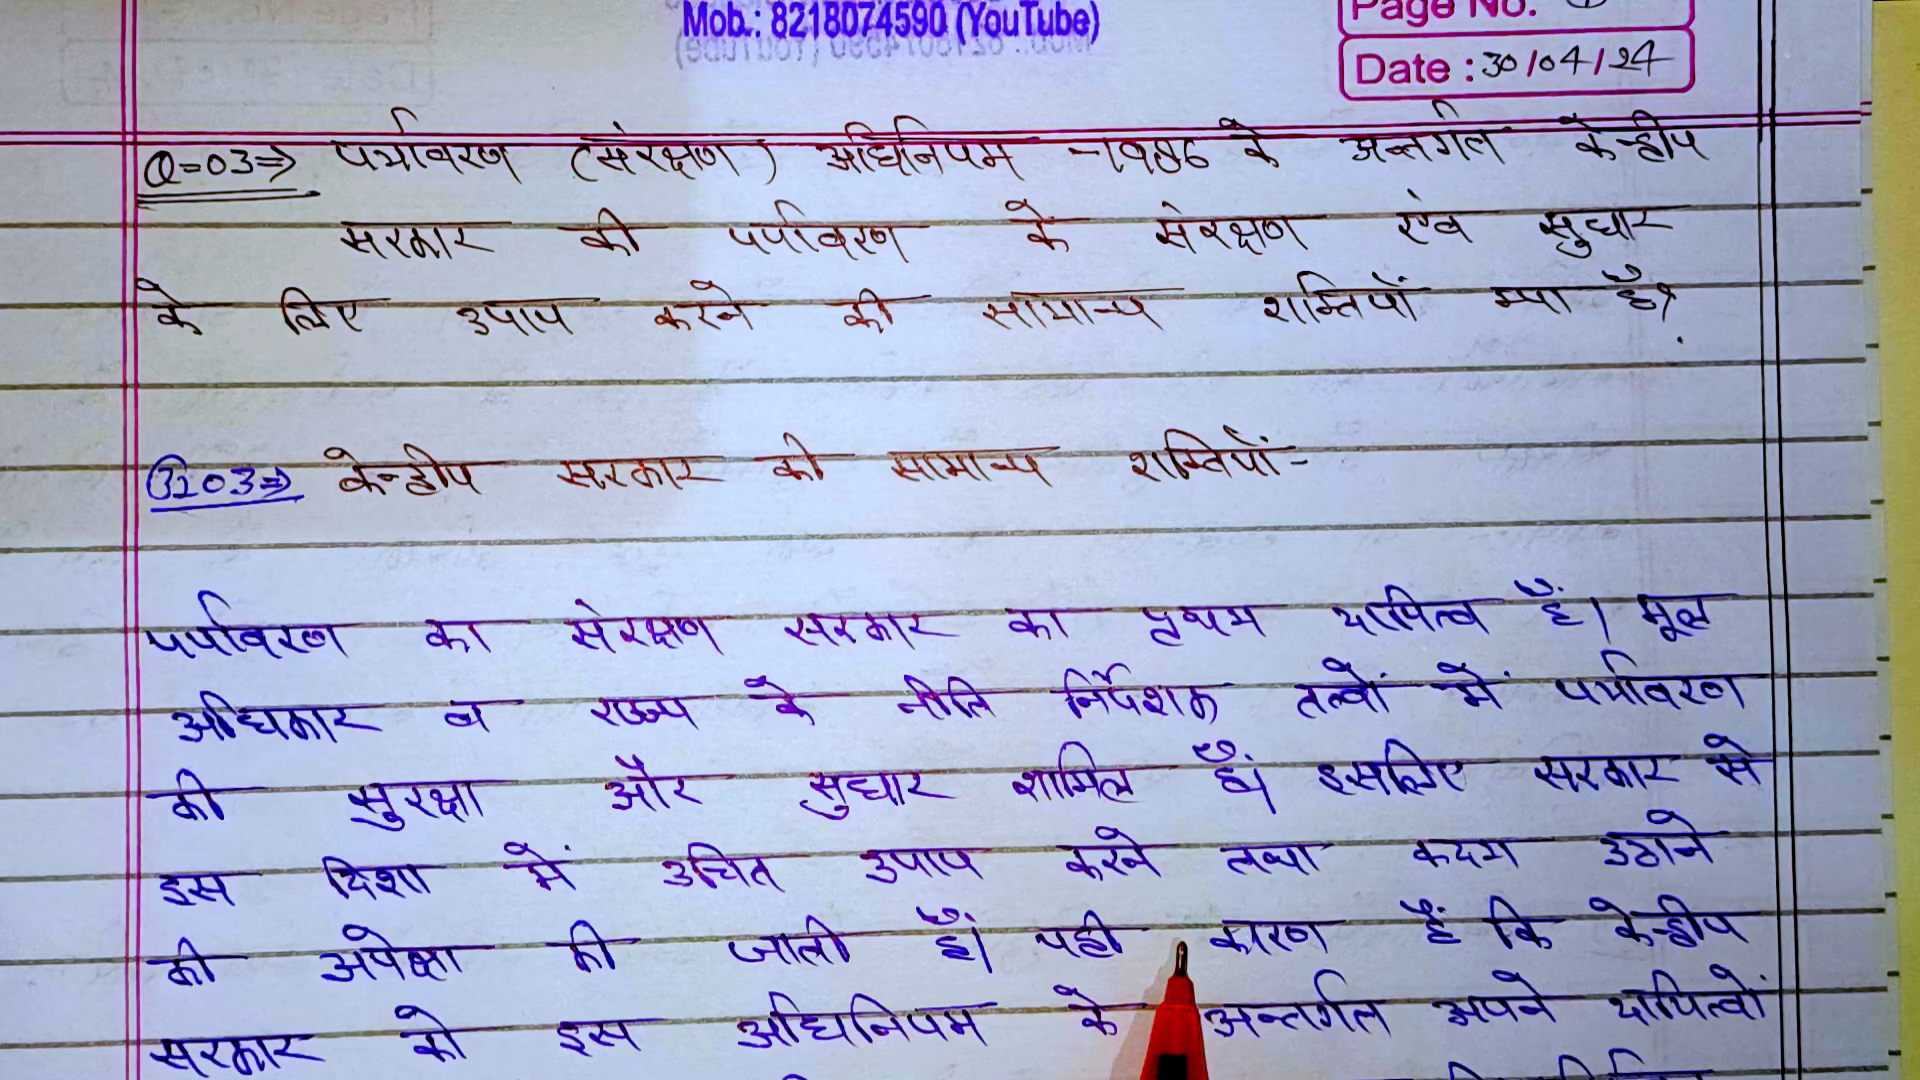 Mob.: 8218074590 (YouTube)
Page No.
Date : 30/04/24
Q=03⇒ पर्यावरण (संरक्षण) अधिनियम -1986 के अन्तर्गत केन्द्रीय
सरकार की पर्यावरण के संरक्षण एंव सुधार
के लिए उपाय करने की सामान्य शक्तियाँ क्या है?
उ03⇒ केन्द्रीय सरकार की सामान्य शक्तियाँ-
पर्यावरण का संरक्षण सरकार का प्रथम दायित्व हैं। मूल
अधिकार व राज्य के नीति निर्देशक तत्वों में पर्यावरण
की सुरक्षा और सुधार शामिल है। इसलिए सरकार से
इस दिशा में उचित उपाय करने तथा कदम उठाने
की अपेक्षा की जाती है। यही कारण हैं कि केन्द्रीय
सरकार को इस अधिनियम के अन्तर्गत अपने दायित्वों